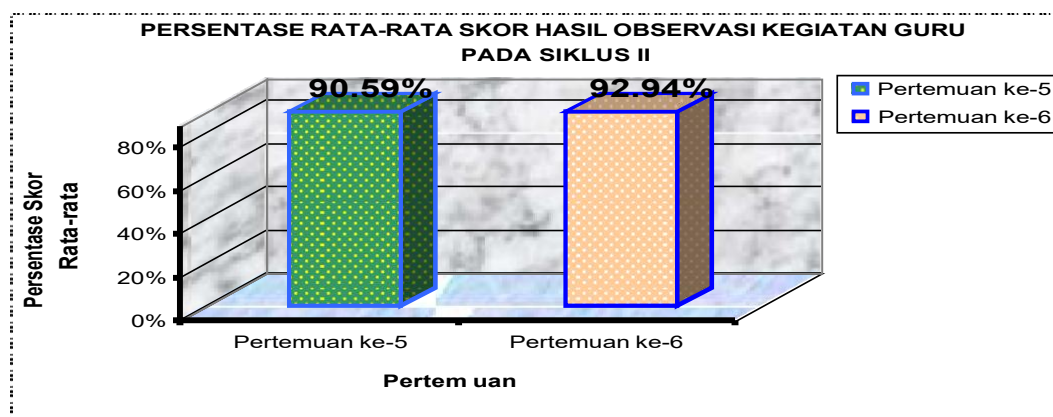 PERSENTASE RATA-RATA SKOR HASIL OBSERVASI KEGIATAN GURU
PADA SIKLUS II
90.59%
92.94%
Pertemuan ke-5
Pertemuan ke-6
80%
60%
40%
20%
0%
Persentase Skor
Rata-rata
Pertemuan ke-5
Pertemuan ke-6
Pertem uan